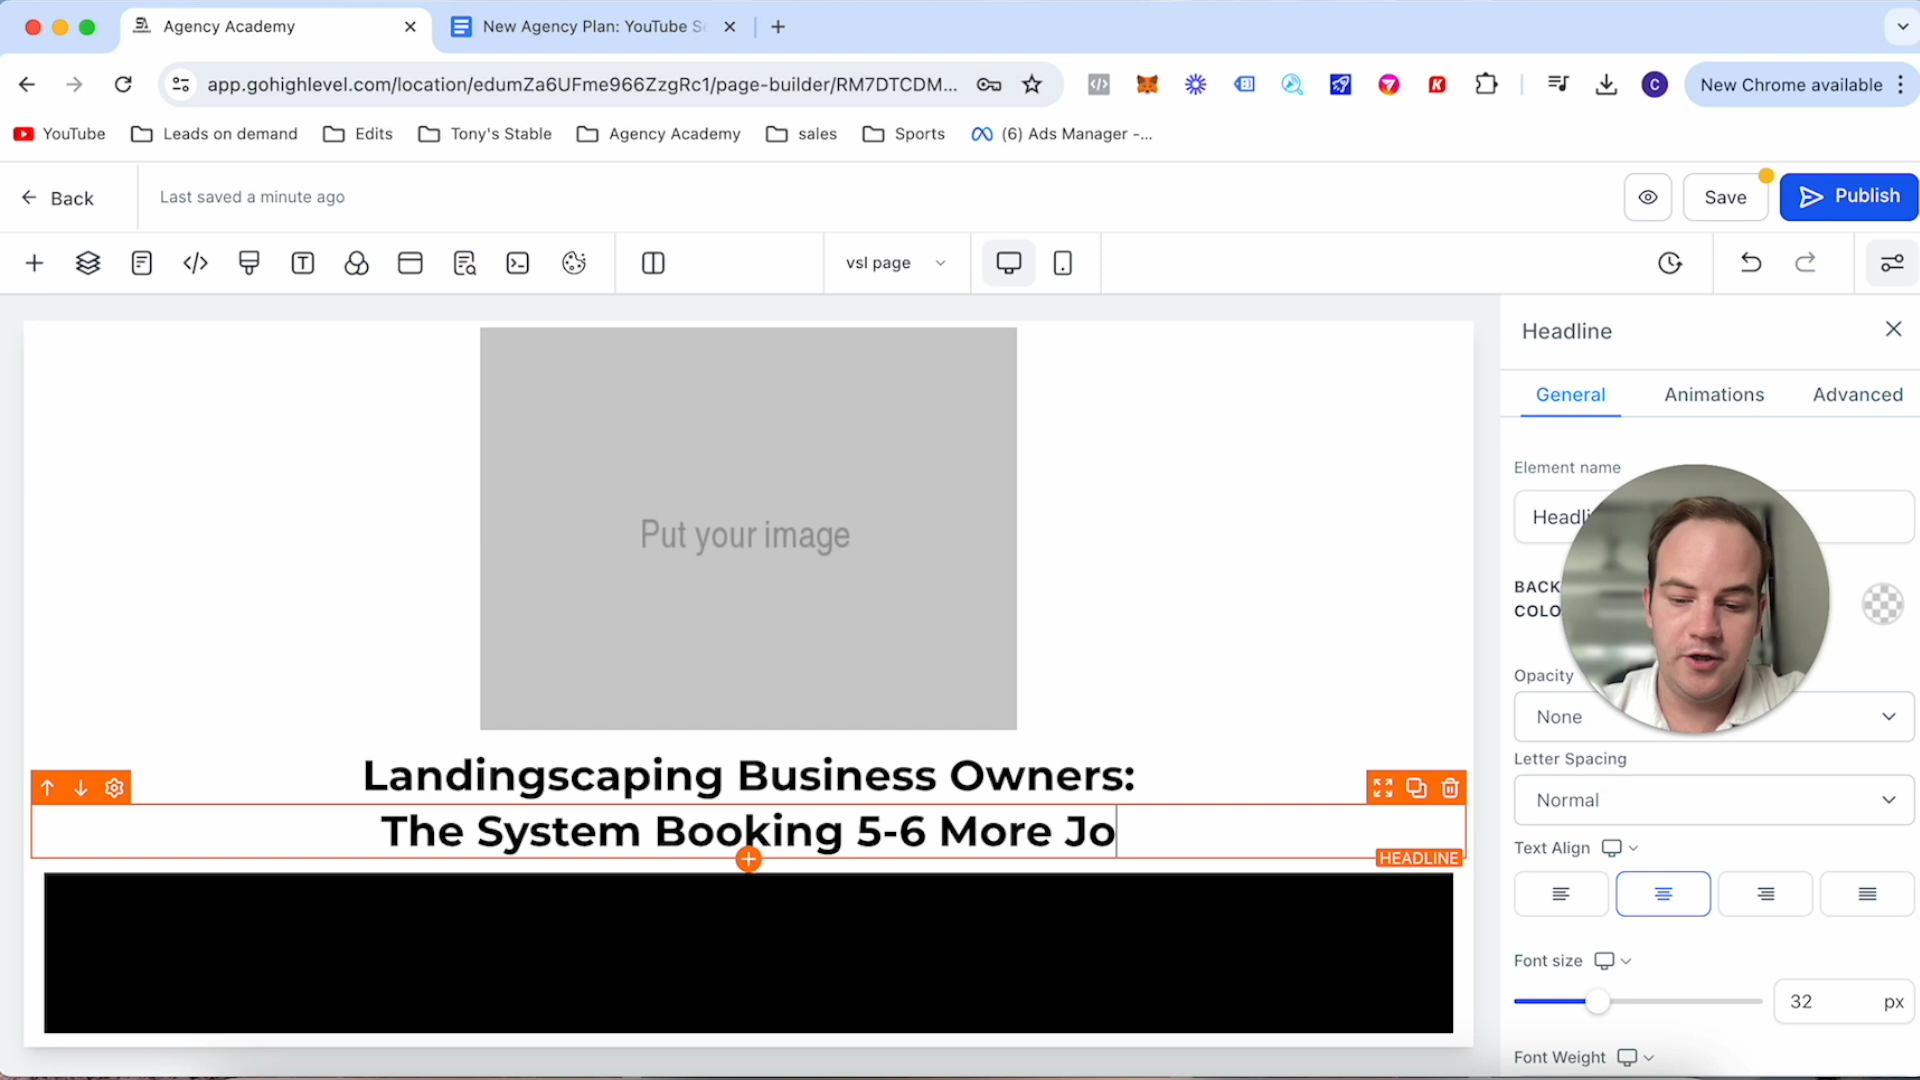 Agency Academy
New Agency Plan: YouTube S
app.gohighlevel.com/location/edumZa6UFme966ZzgRc1/page-builder/RM7DTCDM...
New Chrome available
C
YouTube
Leads on demand
Edits
Tony's Stable
Agency Academy
sales
Sports
(6) Ads Manager -...
Back
Last saved a minute ago
Save
Publish
vsl page
Headline
General
Animations
Advanced
Element name
Headli
BACK
COLO
Opacity
None
Letter Spacing
Normal
Text Align
Font size
32
px
Font Weight
Put your image
Landingscaping Business Owners:
The System Booking 5-6 More Jo
HEADLINE